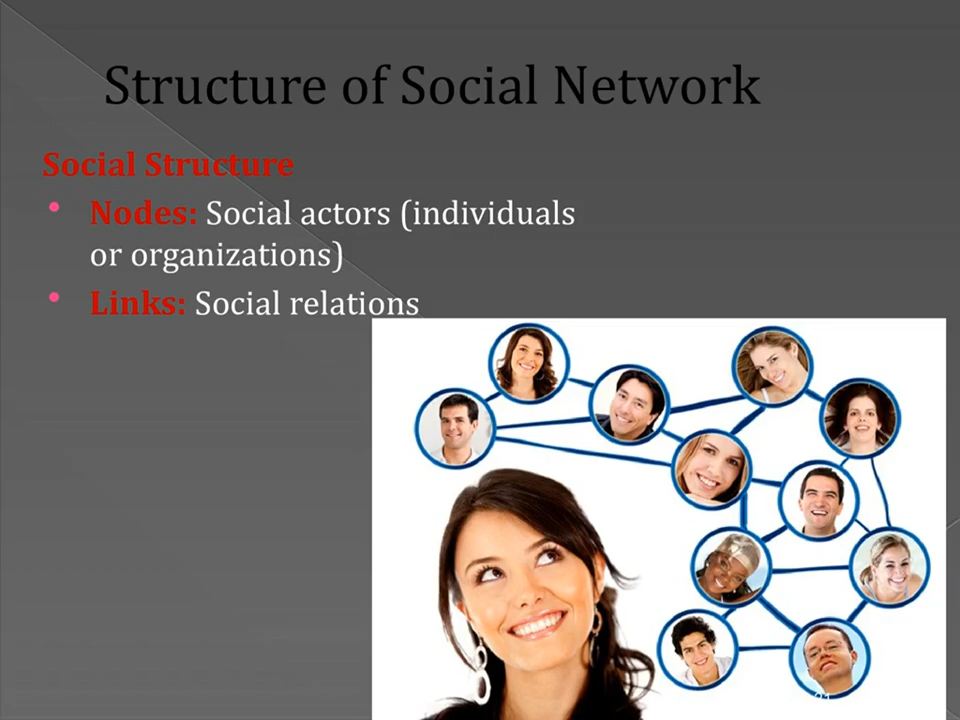 Structure of Social Network
Social Structure
• Nodes: Social actors (individuals
or organizations)
• Links: Social relations